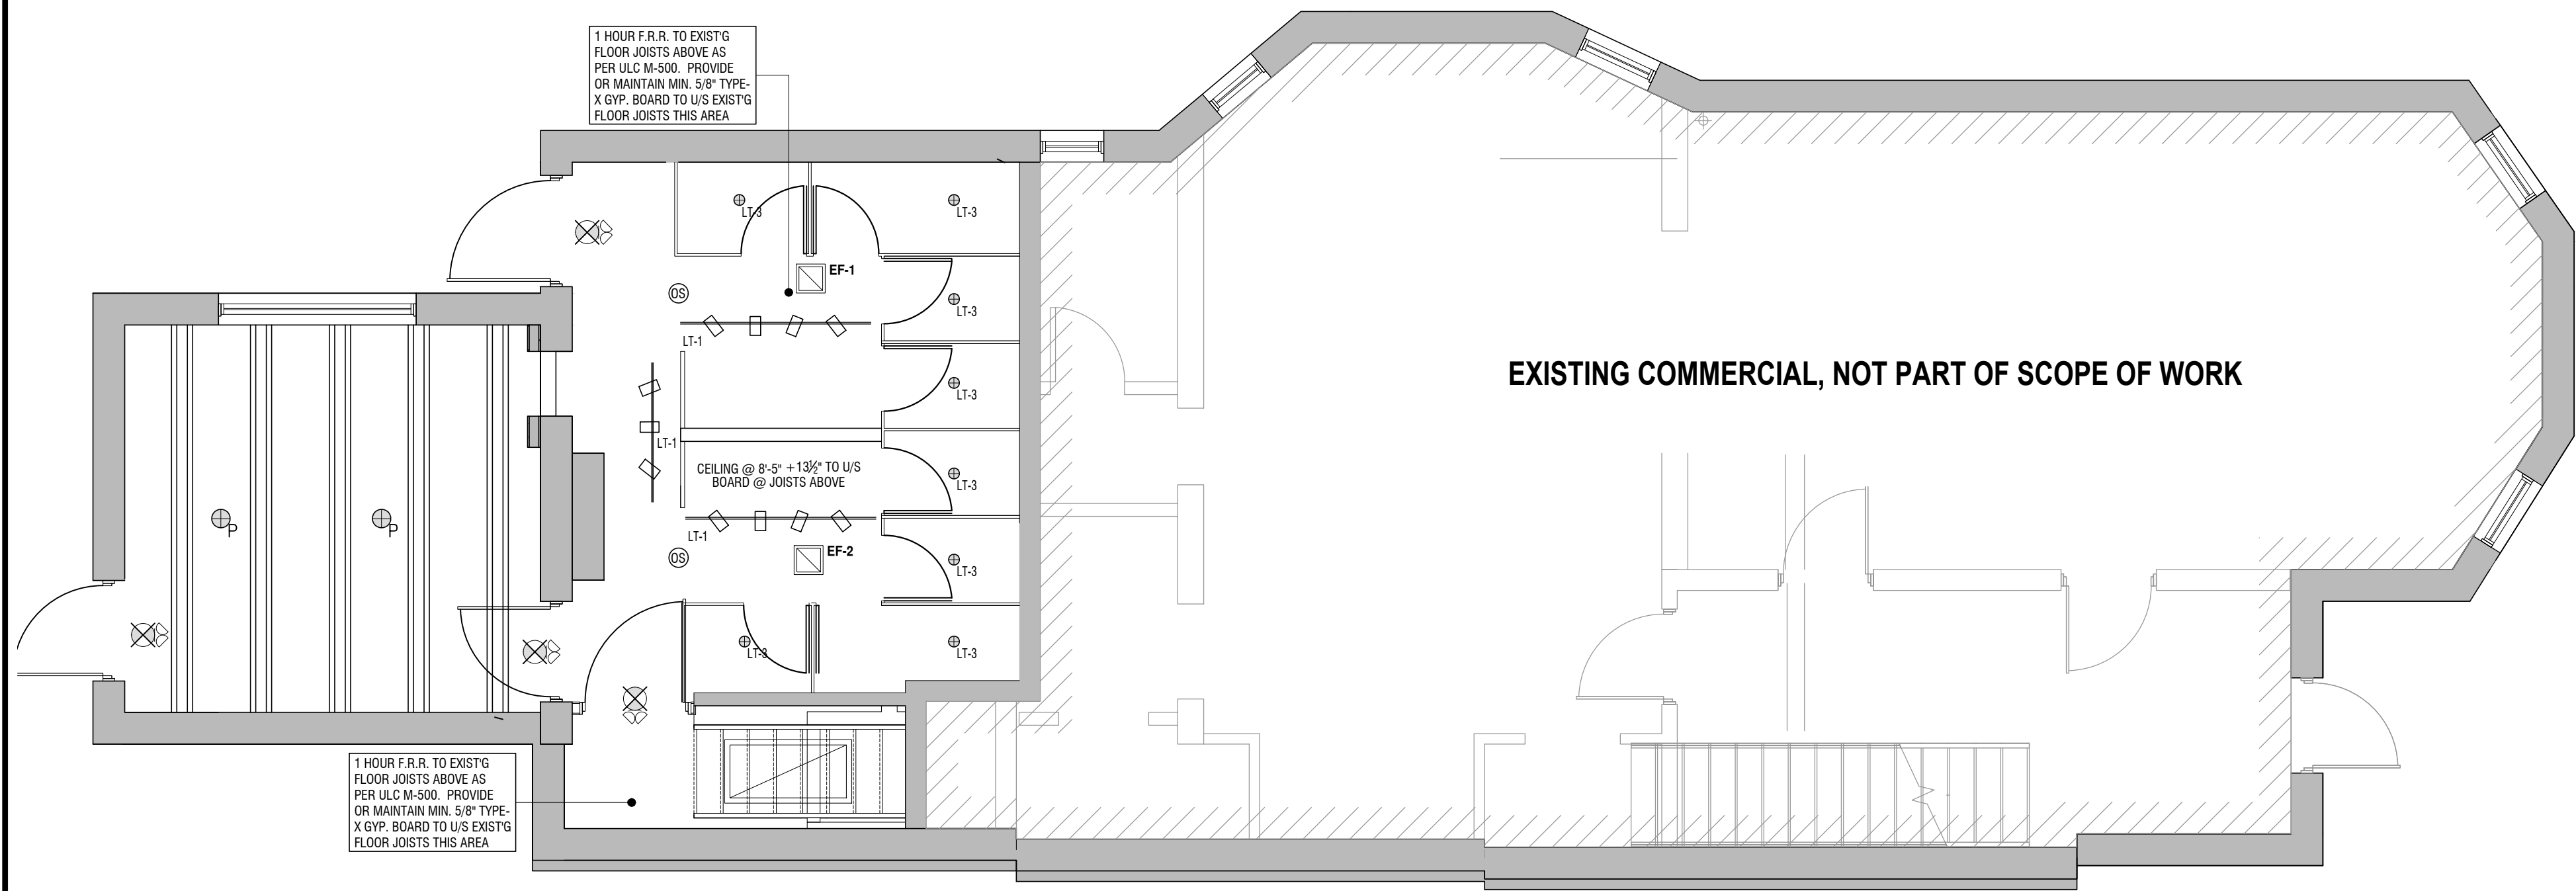 1 HOUR F.R.R. TO EXIST'G
FLOOR JOISTS ABOVE AS
PER ULC M-500. PROVIDE
OR MAINTAIN MIN. 5/8" TYPE-
X GYP. BOARD TO U/S EXIST'G
FLOOR JOISTS THIS AREA
LT-3
LT-3
EF-1
OS
LT-3
LT-1
EXISTING COMMERCIAL, NOT PART OF SCOPE OF WORK
LT-3
LT-1
CEILING @ 8'-5" +13½" TO U/S
BOARD @ JOISTS ABOVE
LT-3
P
P
LT-1
EF-2
OS
LT-3
LT-3
LT-3
1 HOUR F.R.R. TO EXIST'G
FLOOR JOISTS ABOVE AS
PER ULC M-500. PROVIDE
OR MAINTAIN MIN. 5/8" TYPE-
X GYP. BOARD TO U/S EXIST'G
FLOOR JOISTS THIS AREA